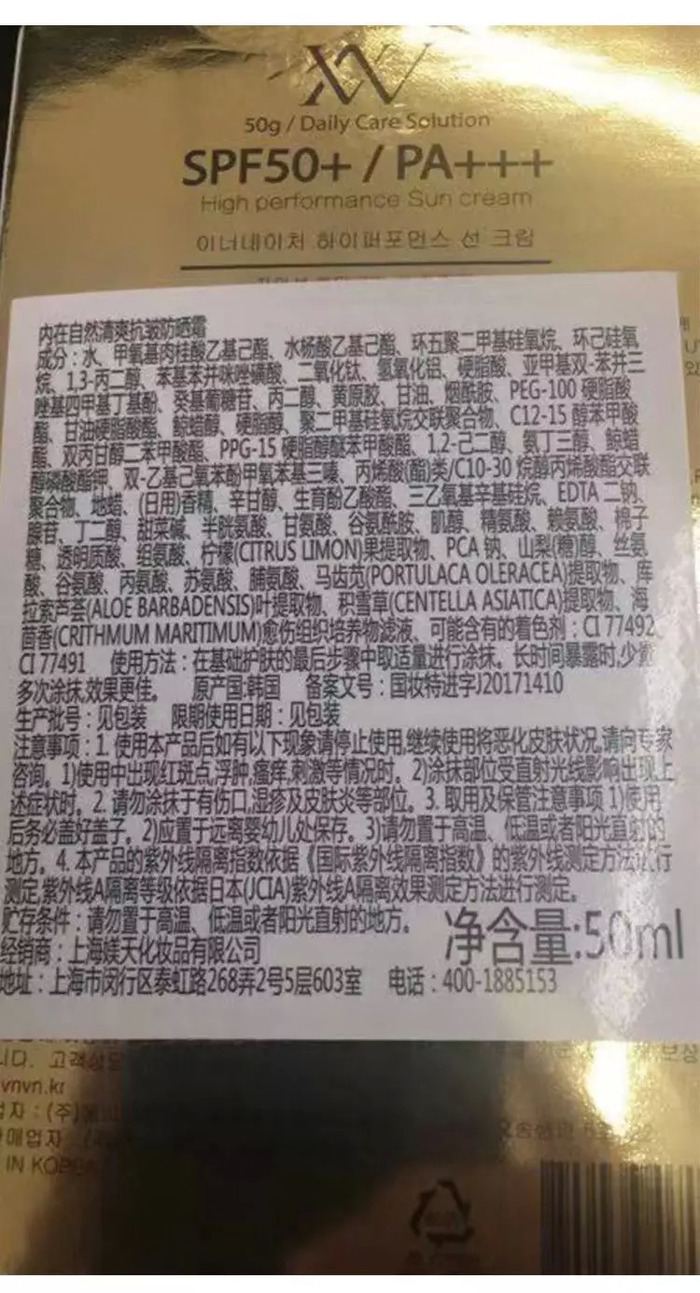 XV
50g / Daily Care Solution
SPF50+ / PA+++
High performance Sun cream
이너네이처 하이퍼포먼스 선 크림
内在自然清爽抗皱防晒霜
成分：水、甲氧基肉桂酸乙基己酯、水杨酸乙基己酯、环五聚二甲基硅氧烷、环己硅氧
烷、1,3-丙二醇、苯基苯并咪唑磺酸、二氧化钛、氢氧化铝、硬脂酸、亚甲基双-苯并三
唑基四甲基丁基酚、癸基葡糖苷、丙二醇、黄原胶、甘油、烟酰胺、PEG-100 硬脂酸
酯、甘油硬脂酸酯、鲸蜡醇、硬脂醇、聚二甲基硅氧烷交联聚合物、C12-15 醇苯甲酸
酯、双丙甘醇二苯甲酸酯、PPG-15 硬脂醇醚苯甲酸酯、1,2-己二醇、氨丁三醇、鲸蜡
醇磷酸酯钾、双-乙基己氧苯酚甲氧苯基三嗪、丙烯酸(酯)类/C10-30 烷醇丙烯酸酯交联
聚合物、地蜡、(日用)香精、辛甘醇、生育酚乙酸酯、三乙氧基辛基硅烷、EDTA 二钠、
腺苷、丁二醇、甜菜碱、半胱氨酸、甘氨酸、谷氨酰胺、肌醇、精氨酸、赖氨酸、棉子
糖、透明质酸、组氨酸、柠檬(CITRUS LIMON)果提取物、PCA 钠、山梨(糖)醇、丝氨
酸、谷氨酸、丙氨酸、苏氨酸、脯氨酸、马齿苋(PORTULACA OLERACEA)提取物、库
拉索芦荟(ALOE BARBADENSIS)叶提取物、积雪草(CENTELLA ASIATICA)提取物、海
茴香(CRITHMUM MARITIMUM)愈伤组织培养物滤液、可能含有的着色剂：CI 77492、
CI 77491 使用方法：在基础护肤的最后步骤中取适量进行涂抹。长时间暴露时,少量
多次涂抹,效果更佳。 原产国:韩国 备案文号：国妆特进字J20171410
生产批号：见包装 限期使用日期：见包装
注意事项：1. 使用本产品后如有以下现象请停止使用,继续使用将恶化皮肤状况,请向专家
咨询。1)使用中出现红斑点,浮肿,瘙痒,刺激等情况时。2)涂抹部位受直射光线影响出现上
述症状时。2. 请勿涂抹于有伤口,湿疹及皮肤炎等部位。3. 取用及保管注意事项 1)使用
后务必盖好盖子。2)应置于远离婴幼儿处保存。3)请勿置于高温、低温或者阳光直射的
地方。4. 本产品的紫外线隔离指数依据《国际紫外线隔离指数》的紫外线测定方法进行
测定,紫外线A隔离等级依据日本(JCIA)紫外线A隔离效果测定方法进行测定。
贮存条件：请勿置于高温、低温或者阳光直射的地方。 净含量:50ml
经销商：上海媄天化妆品有限公司
地址：上海市闵行区泰虹路268弄2号5层603室 电话：400-1885153
니다. 고객상담
vnvn.kr
IN KOREA